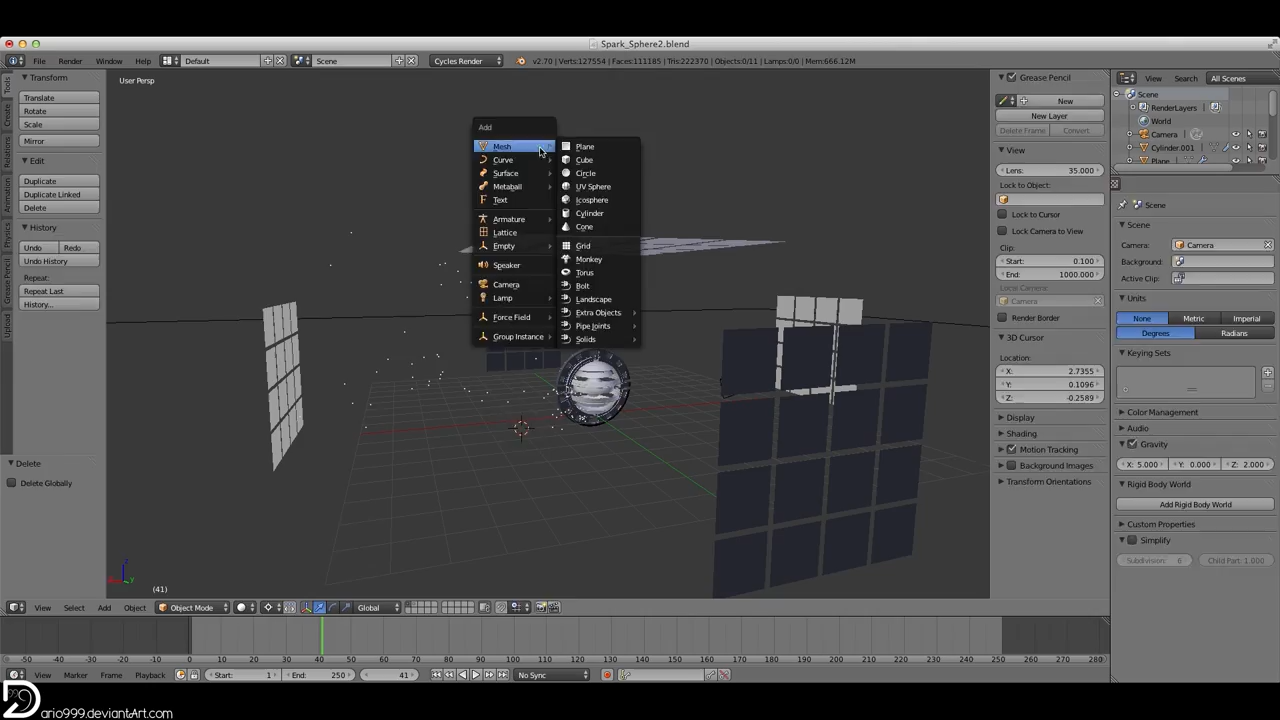 Spark_Sphere2.blend
File Render Window Help Default Scene Cycles Render v2.70 | Verts:127554 | Faces:111185 | Tris:222370 | Objects:0/11 | Lamps:0/0 | Mem:666.12M
Tools
Create
Relations
Animation
Physics
Grease Pencil
Upload
Transform
Translate
Rotate
Scale
Mirror
Edit
Duplicate
Duplicate Linked
Delete
History
Undo Redo
Undo History
Repeat:
Repeat Last
History...
Delete
Delete Globally
User Persp
Add
Mesh
Curve
Surface
Metaball
Text
Armature
Lattice
Empty
Speaker
Camera
Lamp
Force Field
Group Instance
Plane
Cube
Circle
UV Sphere
Icosphere
Cylinder
Cone
Grid
Monkey
Torus
Bolt
Landscape
Extra Objects
Pipe Joints
Solids
(41)
Grease Pencil
New
New Layer
Delete Frame Convert
View
Lens: 35.000
Lock to Object:
Lock to Cursor
Lock Camera to View
Clip:
Start: 0.100
End: 1000.000
Local Camera:
Camera
Render Border
3D Cursor
Location:
X: 2.7355
Y: 0.1096
Z: -0.2589
Display
Shading
Motion Tracking
Background Images
Transform Orientations
View Search All Scenes
Scene
RenderLayers
World
Camera
Cylinder.001
Plane
Scene
Scene
Camera: Camera
Background:
Active Clip:
Units
None Metric Imperial
Degrees Radians
Keying Sets
Color Management
Audio
Gravity
X: 5.000 Y: 0.000 Z: 2.000
Rigid Body World
Add Rigid Body World
Custom Properties
Simplify
Subdivision: 6 Child Part: 1.000
View Select Add Object Object Mode Global
-50 -40 -30 -20 -10 0 10 20 30 40 50 60 70 80 90 100 110 120 130 140 150 160 170 180 190 200 210 220 230 240 250 260 270 280
View Marker Frame Playback Start: 1 End: 250 41 No Sync
ario999.deviantArt.com